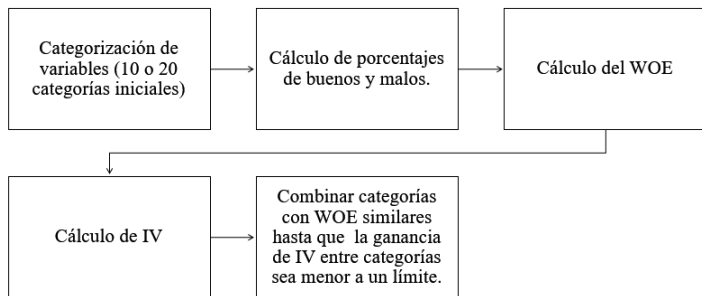 Categorización de
variables (10 o 20
categorías iniciales)
Cálculo de porcentajes
de buenos y malos.
Cálculo del WOE
Cálculo de IV
Combinar categorías
con WOE similares
hasta que la ganancia
de IV entre categorías
sea menor a un límite.